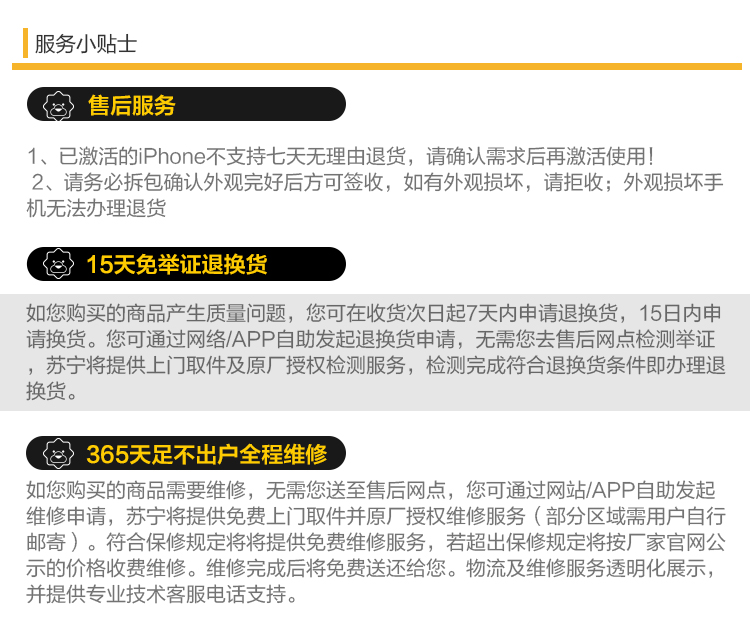 服务小贴士
售后服务
1、已激活的iPhone不支持七天无理由退货，请确认需求后再激活使用！
2、请务必拆包确认外观完好后方可签收，如有外观损坏，请拒收；外观损坏手
机无法办理退货
15天免举证退换货
如您购买的商品产生质量问题，您可在收货次日起7天内申请退换货，15日内申
请换货。您可通过网络/APP自助发起退换货申请，无需您去售后网点检测举证
，苏宁将提供上门取件及原厂授权检测服务，检测完成符合退换货条件即办理退
换货。
365天足不出户全程维修
如您购买的商品需要维修，无需您送至售后网点，您可通过网站/APP自助发起
维修申请，苏宁将提供免费上门取件并原厂授权维修服务（部分区域需用户自行
邮寄）。符合保修规定将将提供免费维修服务，若超出保修规定将按厂家官网公
示的价格收费维修。维修完成后将免费送还给您。物流及维修服务透明化展示，
并提供专业技术客服电话支持。